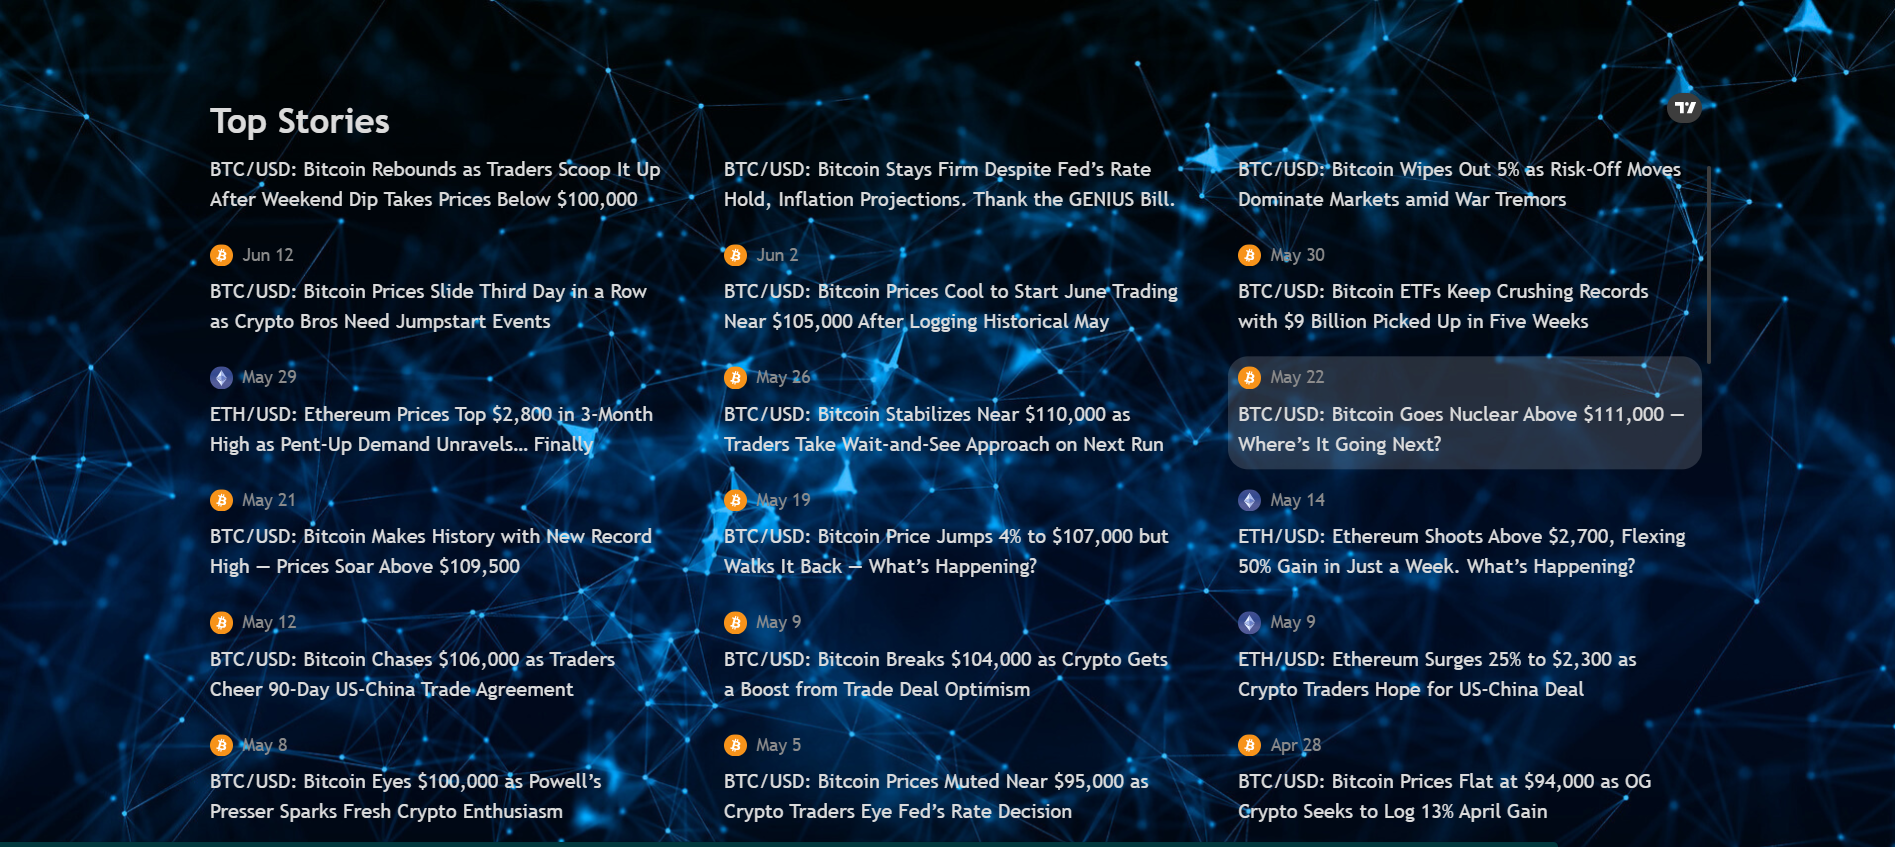 Top Stories
BTC/USD: Bitcoin Rebounds as Traders Scoop It Up
After Weekend Dip Takes Prices Below $100,000
BTC/USD: Bitcoin Stays Firm Despite Fed’s Rate
Hold, Inflation Projections. Thank the GENIUS Bill.
BTC/USD: Bitcoin Wipes Out 5% as Risk-Off Moves
Dominate Markets amid War Tremors
Jun 12
BTC/USD: Bitcoin Prices Slide Third Day in a Row
as Crypto Bros Need Jumpstart Events
Jun 2
BTC/USD: Bitcoin Prices Cool to Start June Trading
Near $105,000 After Logging Historical May
May 30
BTC/USD: Bitcoin ETFs Keep Crushing Records
with $9 Billion Picked Up in Five Weeks
May 29
ETH/USD: Ethereum Prices Top $2,800 in 3-Month
High as Pent-Up Demand Unravels… Finally
May 26
BTC/USD: Bitcoin Stabilizes Near $110,000 as
Traders Take Wait-and-See Approach on Next Run
May 22
BTC/USD: Bitcoin Goes Nuclear Above $111,000 —
Where’s It Going Next?
May 21
BTC/USD: Bitcoin Makes History with New Record
High — Prices Soar Above $109,500
May 19
BTC/USD: Bitcoin Price Jumps 4% to $107,000 but
Walks It Back — What’s Happening?
May 14
ETH/USD: Ethereum Shoots Above $2,700, Flexing
50% Gain in Just a Week. What’s Happening?
May 12
BTC/USD: Bitcoin Chases $106,000 as Traders
Cheer 90-Day US-China Trade Agreement
May 9
BTC/USD: Bitcoin Breaks $104,000 as Crypto Gets
a Boost from Trade Deal Optimism
May 9
ETH/USD: Ethereum Surges 25% to $2,300 as
Crypto Traders Hope for US-China Deal
May 8
BTC/USD: Bitcoin Eyes $100,000 as Powell’s
Presser Sparks Fresh Crypto Enthusiasm
May 5
BTC/USD: Bitcoin Prices Muted Near $95,000 as
Crypto Traders Eye Fed’s Rate Decision
Apr 28
BTC/USD: Bitcoin Prices Flat at $94,000 as OG
Crypto Seeks to Log 13% April Gain